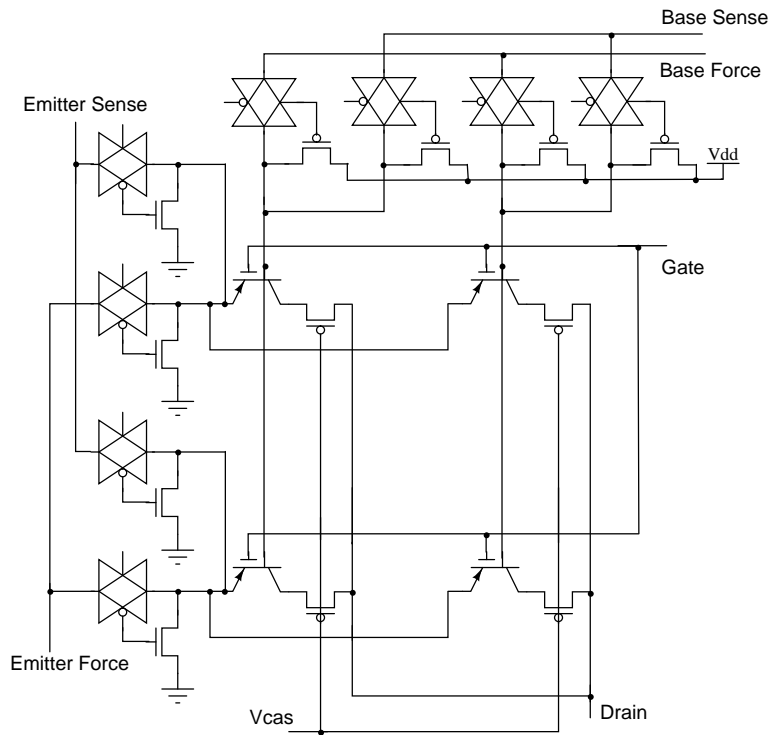 Base Sense
Base Force
Emitter Sense
Vdd
Gate
Emitter Force
Vcas
Drain